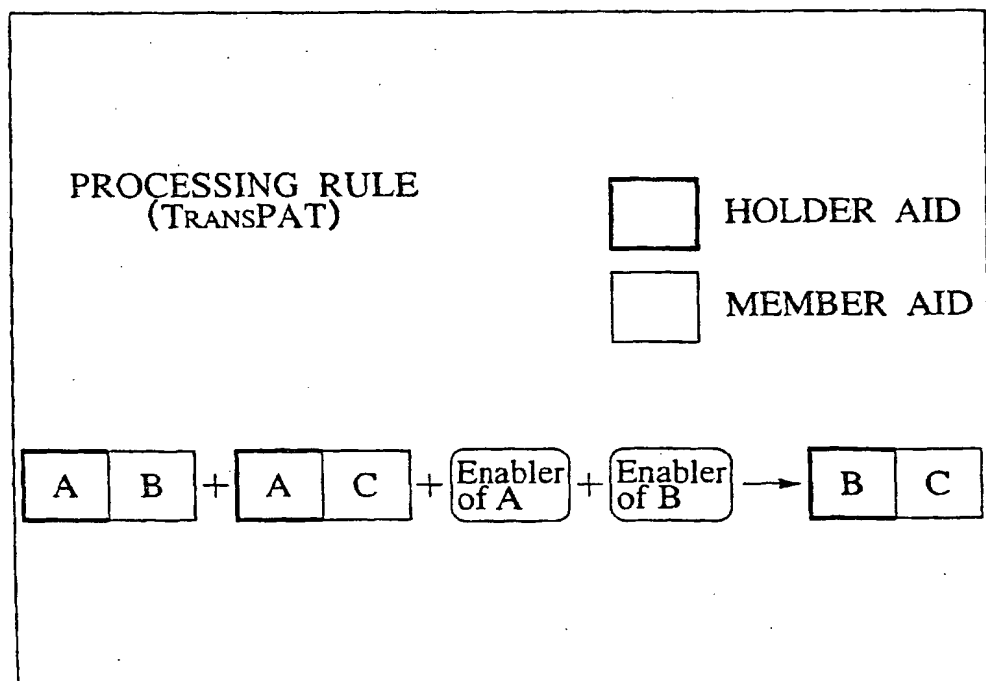 PROCESSING RULE
(TRANSPAT)
HOLDER AID
MEMBER AID
A B + A C + Enabler of A + Enabler of B → B C